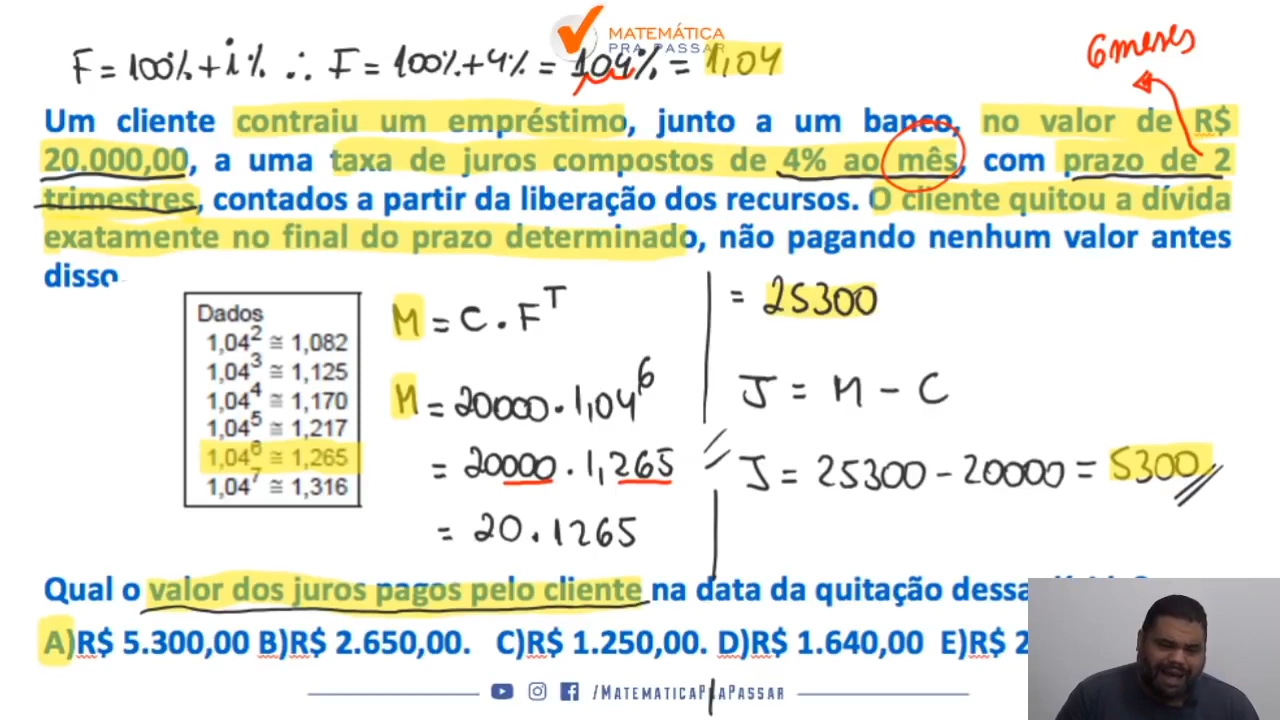 MATEMÁTICA
PRA PASSAR
F = 100% + i% ∴ F = 100% + 4% = 104% = 1,04
6 meses
Um cliente contraiu um empréstimo, junto a um banco, no valor de R$
20.000,00, a uma taxa de juros compostos de 4% ao mês, com prazo de 2
trimestres, contados a partir da liberação dos recursos. O cliente quitou a dívida
exatamente no final do prazo determinado, não pagando nenhum valor antes
disso
Dados
1,04² ≅ 1,082
1,04³ ≅ 1,125
1,04⁴ ≅ 1,170
1,04⁵ ≅ 1,217
1,04⁶ ≅ 1,265
1,04⁷ ≅ 1,316
M = C . F^T
M = 20000 . 1,04⁶
= 20000 . 1,265
= 20 . 1265
= 25300
J = M - C
J = 25300 - 20000 = 5300
Qual o valor dos juros pagos pelo cliente na data da quitação dessa
A)R$ 5.300,00 B)R$ 2.650,00. C)R$ 1.250,00. D)R$ 1.640,00 E)R$ 2
/MatematicaPraPassar